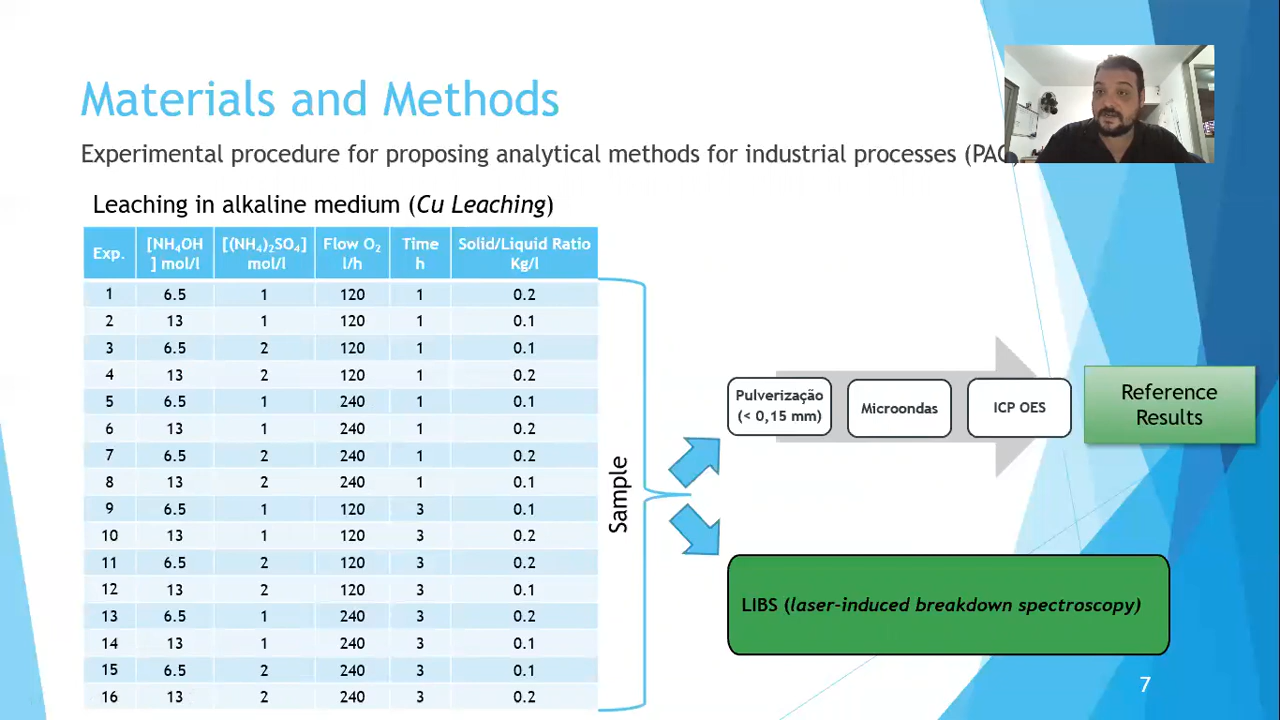 Materials and Methods
Experimental procedure for proposing analytical methods for industrial processes
Leaching in alkaline medium (Cu Leaching)
Exp. [NH₄OH] mol/l [(NH₄)₂SO₄] mol/l Flow O₂ l/h Time h Solid/Liquid Ratio Kg/l
1 6.5 1 120 1 0.2
2 13 1 120 1 0.1
3 6.5 2 120 1 0.1
4 13 2 120 1 0.2
5 6.5 1 240 1 0.1
6 13 1 240 1 0.2
7 6.5 2 240 1 0.2
8 13 2 240 1 0.1
9 6.5 1 120 3 0.1
10 13 1 120 3 0.2
11 6.5 2 120 3 0.2
12 13 2 120 3 0.1
13 6.5 1 240 3 0.2
14 13 1 240 3 0.1
15 6.5 2 240 3 0.1
16 13 2 240 3 0.2
Sample
Pulverização
(< 0,15 mm)
Microondas
ICP OES
Reference
Results
LIBS (laser-induced breakdown spectroscopy)
7